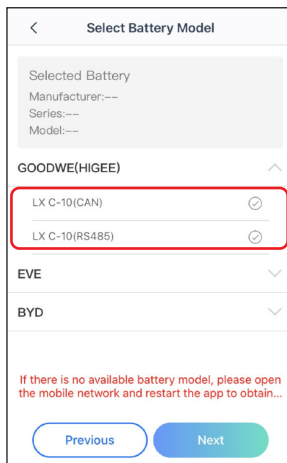 Select Battery Model
Selected Battery
Manufacturer:--
Series:--
Model:--
GOODWE(HIGEE)
LX C-10(CAN)
LX C-10(RS485)
EVE
BYD
If there is no available battery model, please open
the mobile network and restart the app to obtain...
Previous
Next